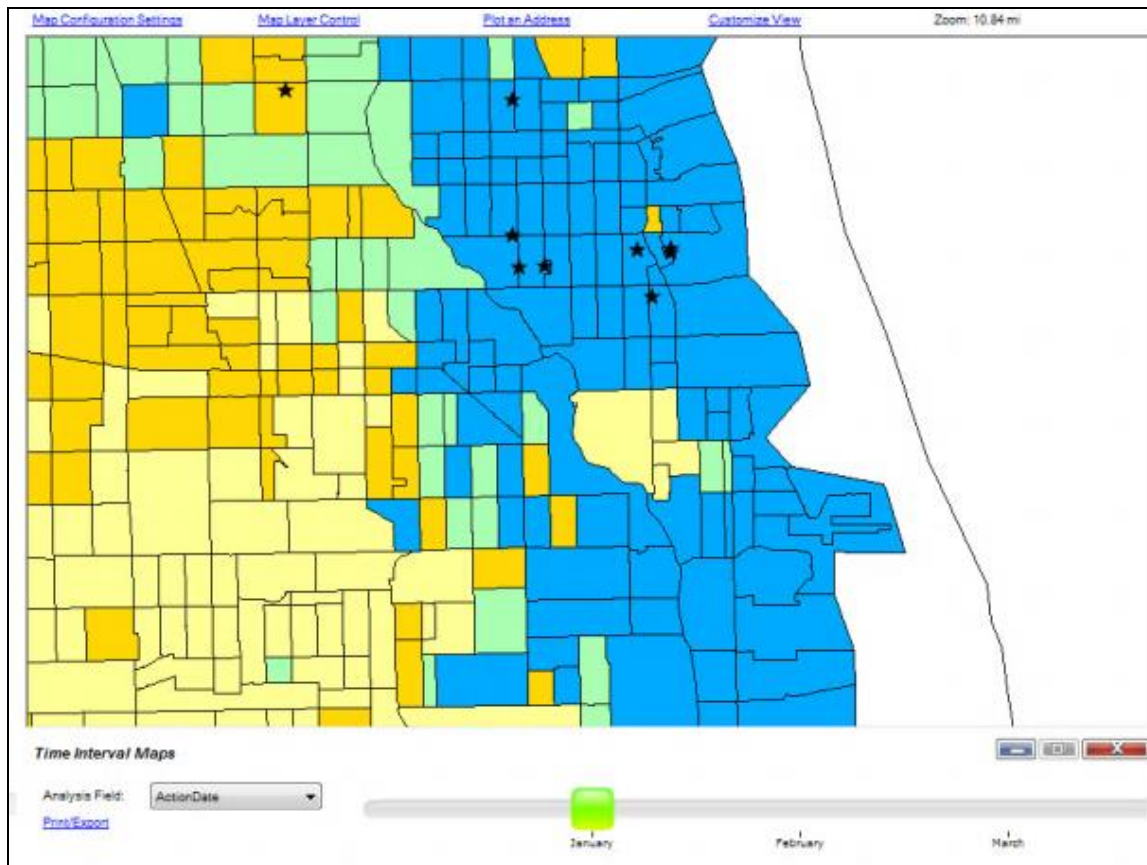 Map Configuration Settings Map Layer Control Plot an Address Customize View Zoom: 10.84 mi
Time Interval Maps
Analysis Field: ActionDate
Print/Export
January February March